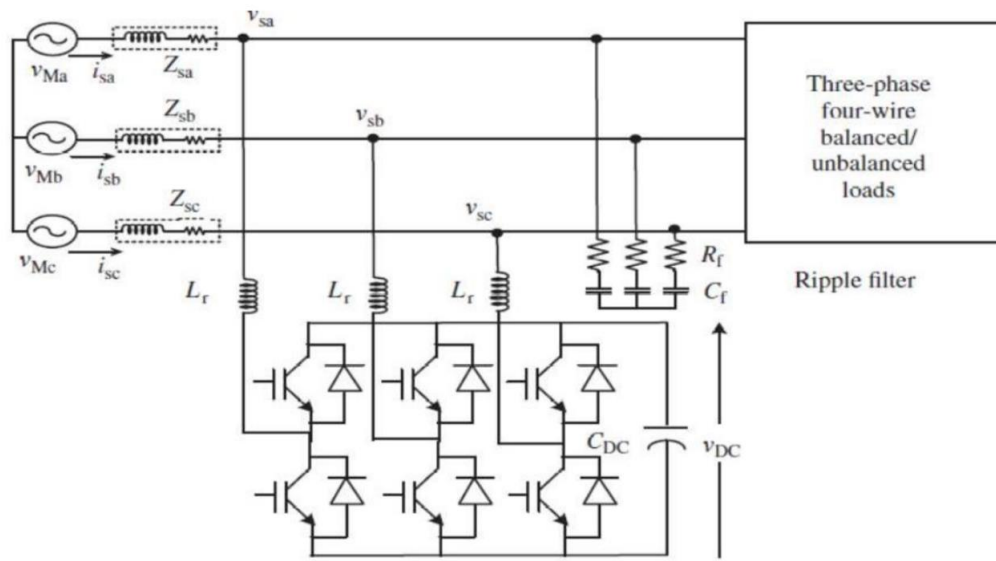 v_sa
v_Ma
i_sa
Z_sa
Z_sb
v_sb
v_Mb
i_sb
Z_sc
v_sc
v_Mc
i_sc
Three-phase
four-wire
balanced/
unbalanced
loads
L_r
L_r
L_r
R_f
C_f
Ripple filter
C_DC
v_DC